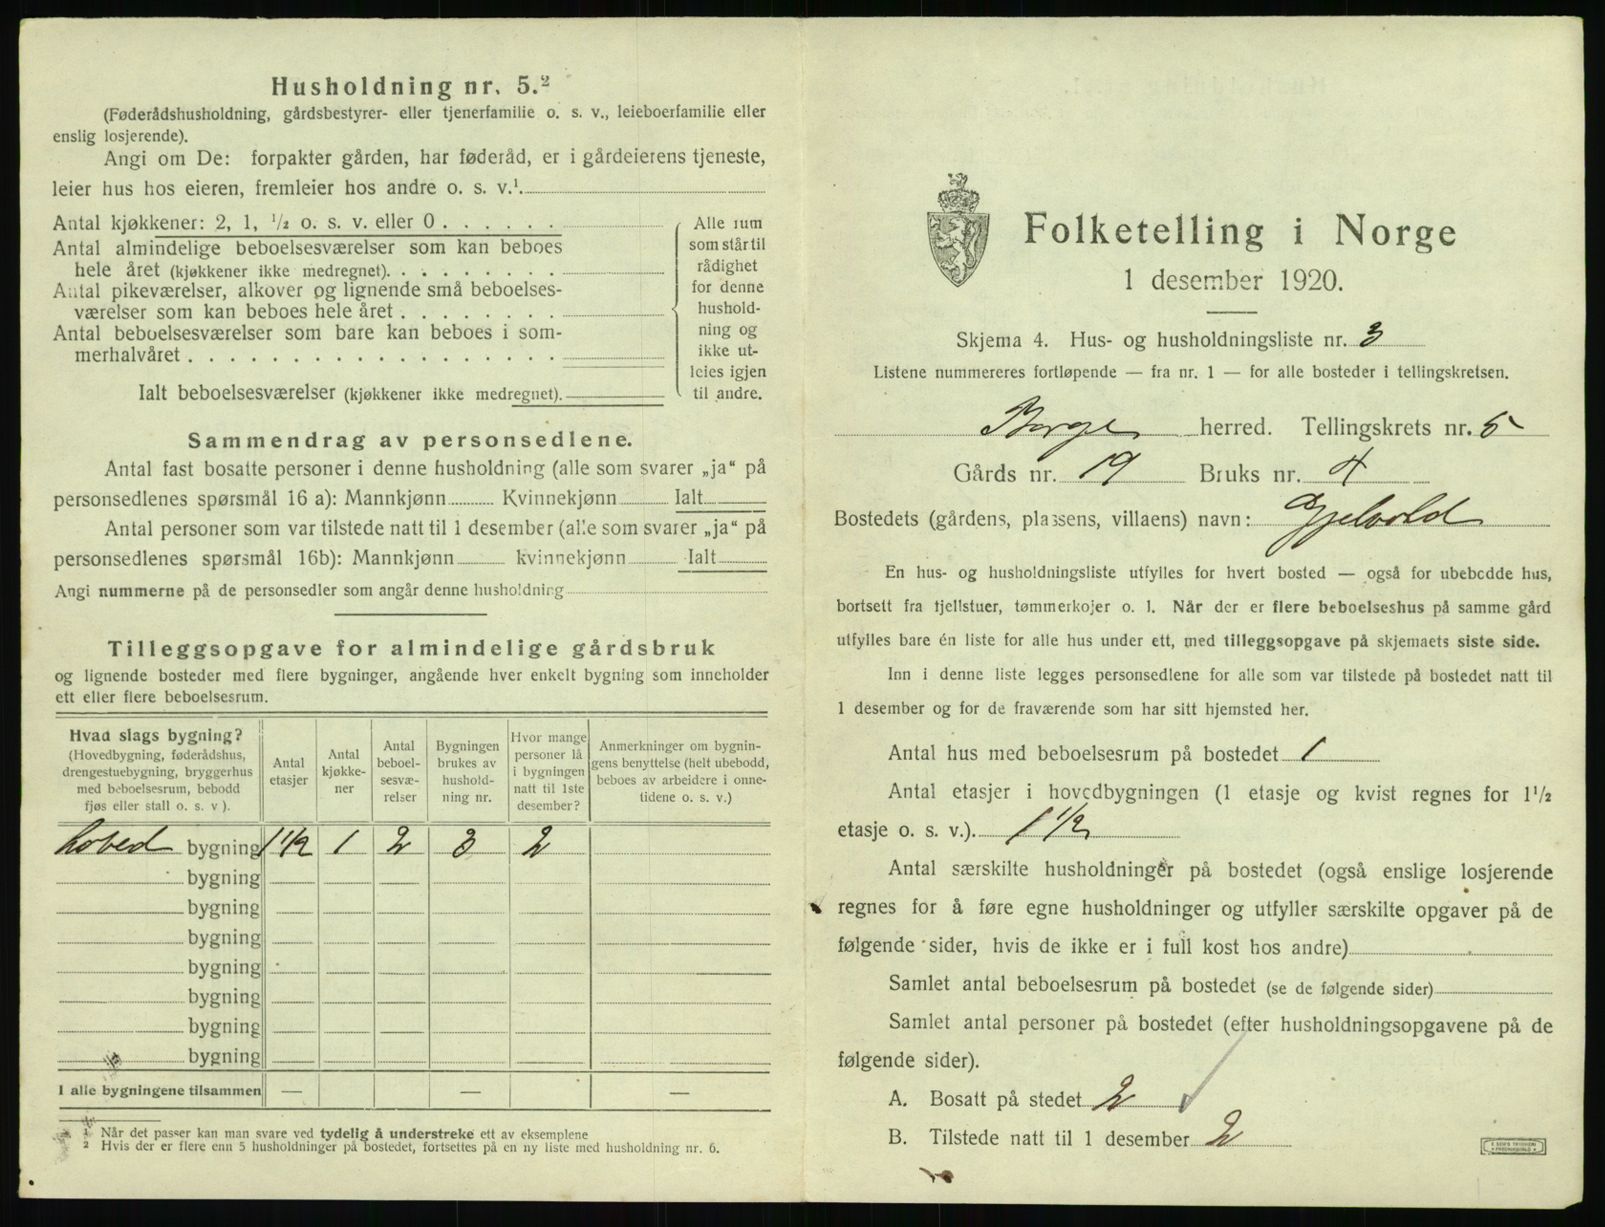 Husholdning nr. 5.²
(Føderådshusholdning, gårdsbestyrer- eller tjenerfamilie o. s. v., leieboerfamilie eller
enslig losjerende).
Angi om De: forpakter gården, har føderåd, er i gårdeierens tjeneste,
leier hus hos eieren, fremleier hos andre o. s. v.¹.
Antal kjøkkener: 2, 1, ½ o. s. v. eller 0
Antal almindelige beboelsesværelser som kan beboes
hele året (kjøkkener ikke medregnet).
Antal pikeværelser, alkover og lignende små beboelses-
værelser som kan beboes hele året
Antal beboelsesværelser som bare kan beboes i som-
merhalvåret
Ialt beboelsesværelser (kjøkkener ikke medregnet).
Alle rum
som står til
rådighet
for denne
hushold-
ning og
ikke ut-
leies igjen
til andre.
Sammendrag av personsedlene.
Antal fast bosatte personer i denne husholdning (alle som svarer „ja“ på
personsedlenes spørsmål 16 a): Mannkjønn Kvinnekjønn Ialt
Antal personer som var tilstede natt til 1 desember (alle som svarer „ja“ på
personsedlenes spørsmål 16b): Mannkjønn kvinnekjønn Ialt
Angi nummerne på de personsedler som angår denne husholdning
Tilleggsopgave for almindelige gårdsbruk
og lignende bosteder med flere bygninger, angående hver enkelt bygning som inneholder
ett eller flere beboelsesrum.
Hvad slags bygning?
(Hovedbygning, føderådshus,
drengestuebygning, bryggerhus
med beboelsesrum, bebodd
fjøs eller stall o. s. v ).
Antal
etasjer
Antal
kjøkke-
ner
Antal
beboel-
sesvæ-
relser
Bygningen
brukes av
hushold-
ning nr.
Hvor mange
personer lå
i bygningen
natt til 1ste
desember?
Anmerkninger om bygnin-
gens benyttelse (helt ubebodd,
beboes av arbeidere i onne-
tidene o. s. v.)
hoved bygning 1½ 1 2 3 2
bygning
bygning
bygning
bygning
bygning
bygning
bygning
I alle bygningene tilsammen — — —
¹ Når det passer kan man svare ved tydelig å understreke ett av eksemplene
² Hvis der er flere enn 5 husholdninger på bostedet, fortsettes på en ny liste med husholdning nr. 6.
Folketelling i Norge
1 desember 1920.
Skjema 4. Hus- og husholdningsliste nr. 3
Listene nummereres fortløpende — fra nr. 1 — for alle bosteder i tellingskretsen.
Borge herred. Tellingskrets nr. 5
Gårds nr. 19 Bruks nr. 4
Bostedets (gårdens, plassens, villaens) navn: Gjelvold
En hus- og husholdningsliste utfylles for hvert bosted — også for ubebodde hus,
bortsett fra fjellstuer, tømmerkojer o. l. Når der er flere beboelseshus på samme gård
utfylles bare én liste for alle hus under ett, med tilleggsopgave på skjemaets siste side.
Inn i denne liste legges personsedlene for alle som var tilstede på bostedet natt til
1 desember og for de fraværende som har sitt hjemsted her.
Antal hus med beboelsesrum på bostedet 1
Antal etasjer i hovedbygningen (1 etasje og kvist regnes for 1½
etasje o. s. v.). 1½
Antal særskilte husholdninger på bostedet (også enslige losjerende
regnes for å føre egne husholdninger og utfyller særskilte opgaver på de
følgende sider, hvis de ikke er i full kost hos andre)
Samlet antal beboelsesrum på bostedet (se de følgende sider)
Samlet antal personer på bostedet (efter husholdningsopgavene på de
følgende sider).
A. Bosatt på stedet 2
B. Tilstede natt til 1 desember 2